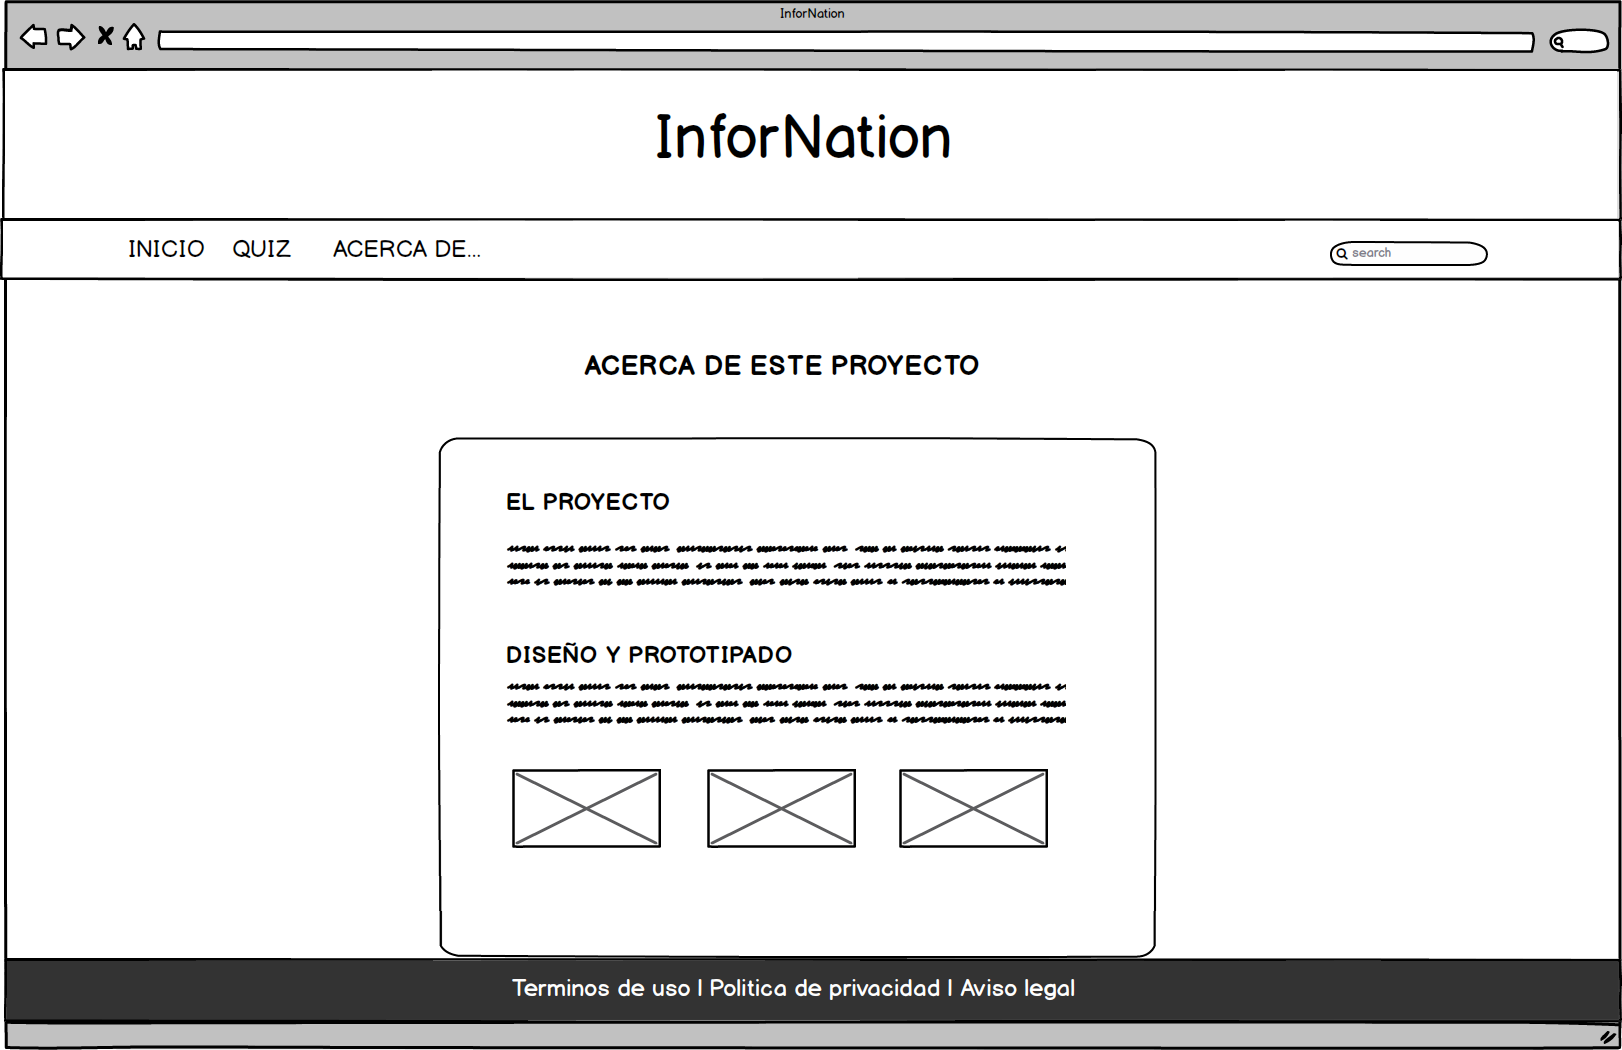 InforNation
InforNation
INICIO QUIZ ACERCA DE...
search
ACERCA DE ESTE PROYECTO
EL PROYECTO
DISEÑO Y PROTOTIPADO
Terminos de uso | Politica de privacidad | Aviso legal